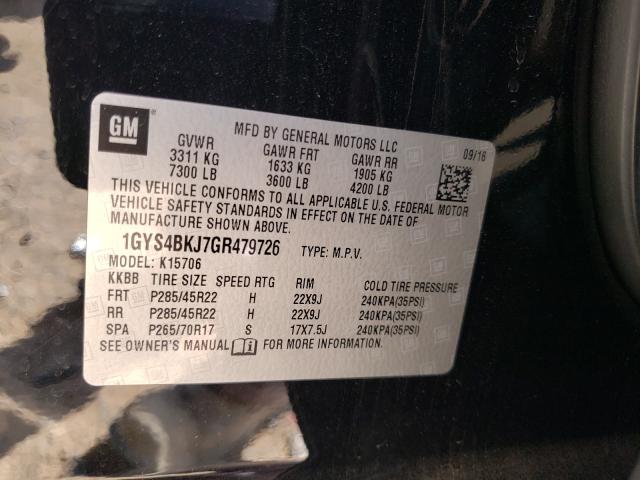 GM
MFD BY GENERAL MOTORS LLC
GVWR GAWR FRT GAWR RR 09/16
3311 KG 1633 KG 1905 KG
7300 LB 3600 LB 4200 LB
THIS VEHICLE CONFORMS TO ALL APPLICABLE U.S. FEDERAL MOTOR
VEHICLE SAFETY STANDARDS IN EFFECT ON THE DATE OF
MANUFACTURE SHOWN ABOVE.
1GYS4BKJ7GR479726 TYPE: M.P.V.
MODEL: K15706
KKBB TIRE SIZE SPEED RTG RIM COLD TIRE PRESSURE
FRT P285/45R22 H 22X9J 240KPA(35PSI)
RR P285/45R22 H 22X9J 240KPA(35PSI)
SPA P265/70R17 S 17X7.5J 240KPA(35PSI)
SEE OWNER'S MANUAL FOR MORE INFORMATION.